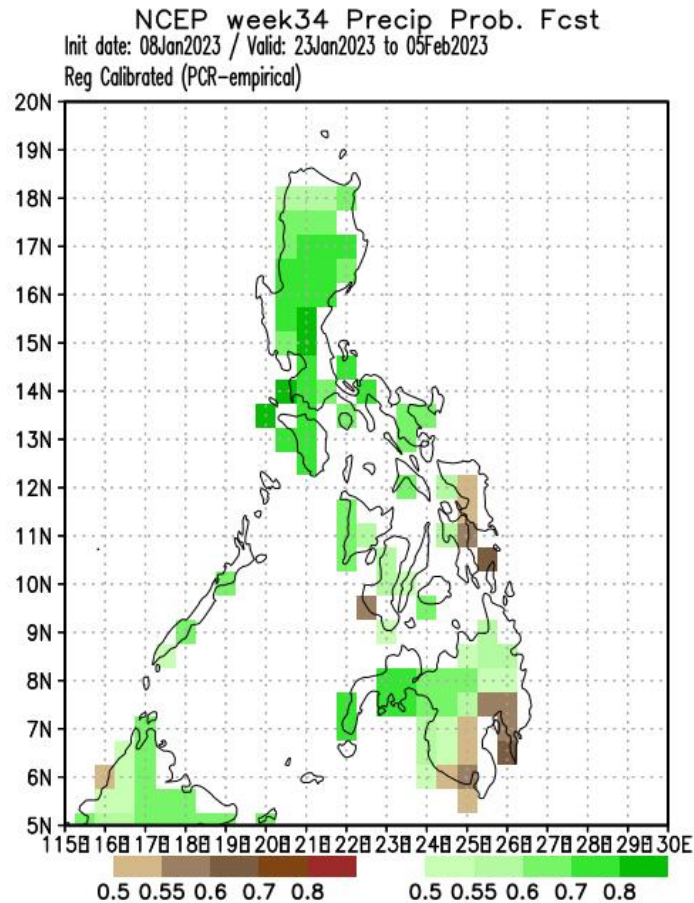 NCEP week34 Precip Prob. Fcst
Init date: 08Jan2023 / Valid: 23Jan2023 to 05Feb2023
Reg Calibrated (PCR-empirical)
20N
19N
18N
17N
16N
15N
14N
13N
12N
11N
10N
9N
8N
7N
6N
5N
115E 116E 117E 118E 119E 120E 121E 122E 123E 124E 125E 126E 127E 128E 129E 130E
0.5 0.55 0.6 0.7 0.8 0.5 0.55 0.6 0.7 0.8